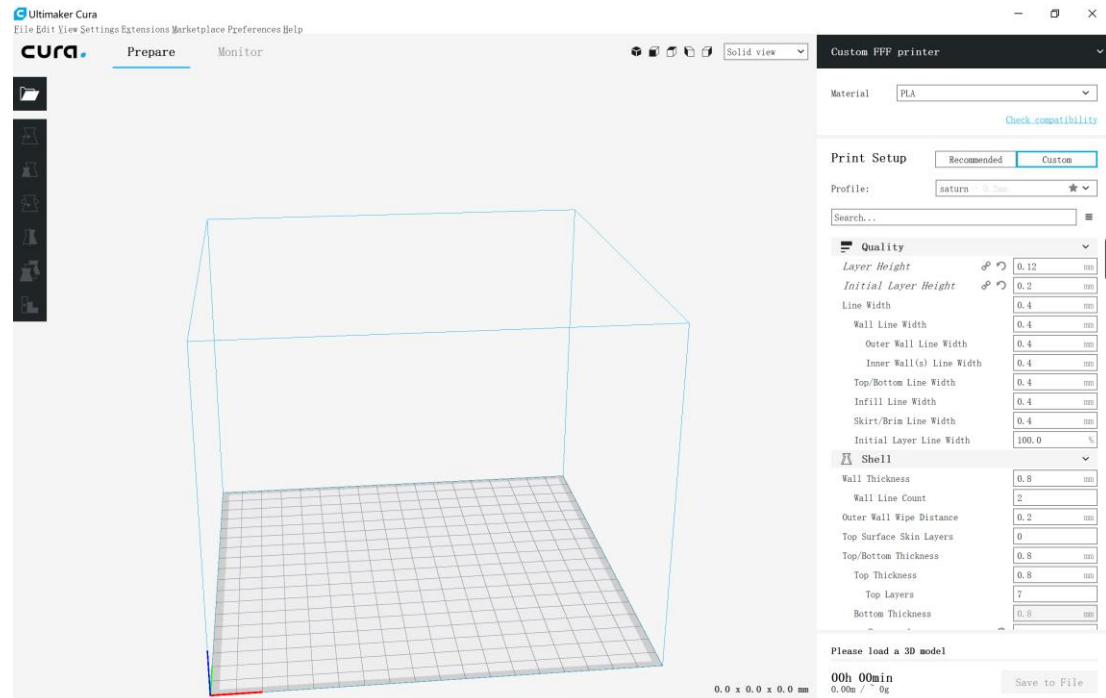 Ultimaker Cura
File Edit View Settings Extensions Marketplace Preferences Help
cura.
Prepare
Monitor
Solid view
Custom FFF printer
Material PLA
Check compatibility
Print Setup Recommended Custom
Profile: saturn - 0.2mm
Search...
Quality
Layer Height 0.12 mm
Initial Layer Height 0.2 mm
Line Width 0.4 mm
Wall Line Width 0.4 mm
Outer Wall Line Width 0.4 mm
Inner Wall(s) Line Width 0.4 mm
Top/Bottom Line Width 0.4 mm
Infill Line Width 0.4 mm
Skirt/Brim Line Width 0.4 mm
Initial Layer Line Width 100.0 %
Shell
Wall Thickness 0.8 mm
Wall Line Count 2
Outer Wall Wipe Distance 0.2 mm
Top Surface Skin Layers 0
Top/Bottom Thickness 0.8 mm
Top Thickness 0.8 mm
Top Layers 7
Bottom Thickness 0.8 mm
Please load a 3D model
00h 00min
0.00m / ~ 0g
Save to File
0.0 x 0.0 x 0.0 mm